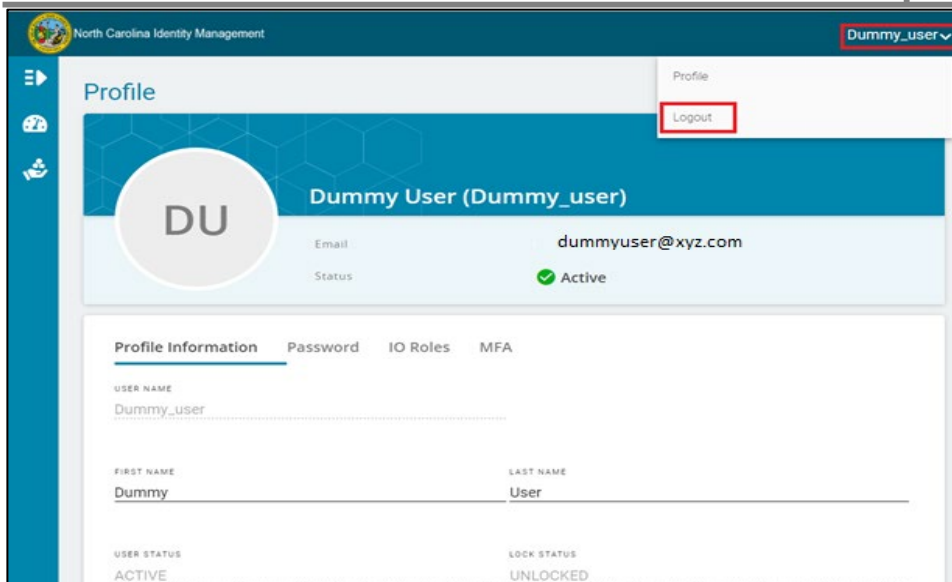 North Carolina Identity Management
Dummy_user
Profile
Logout
Profile
DU
Dummy User (Dummy_user)
Email dummyuser@xyz.com
Status Active
Profile Information Password IO Roles MFA
USER NAME
Dummy_user
FIRST NAME LAST NAME
Dummy User
USER STATUS LOCK STATUS
ACTIVE UNLOCKED